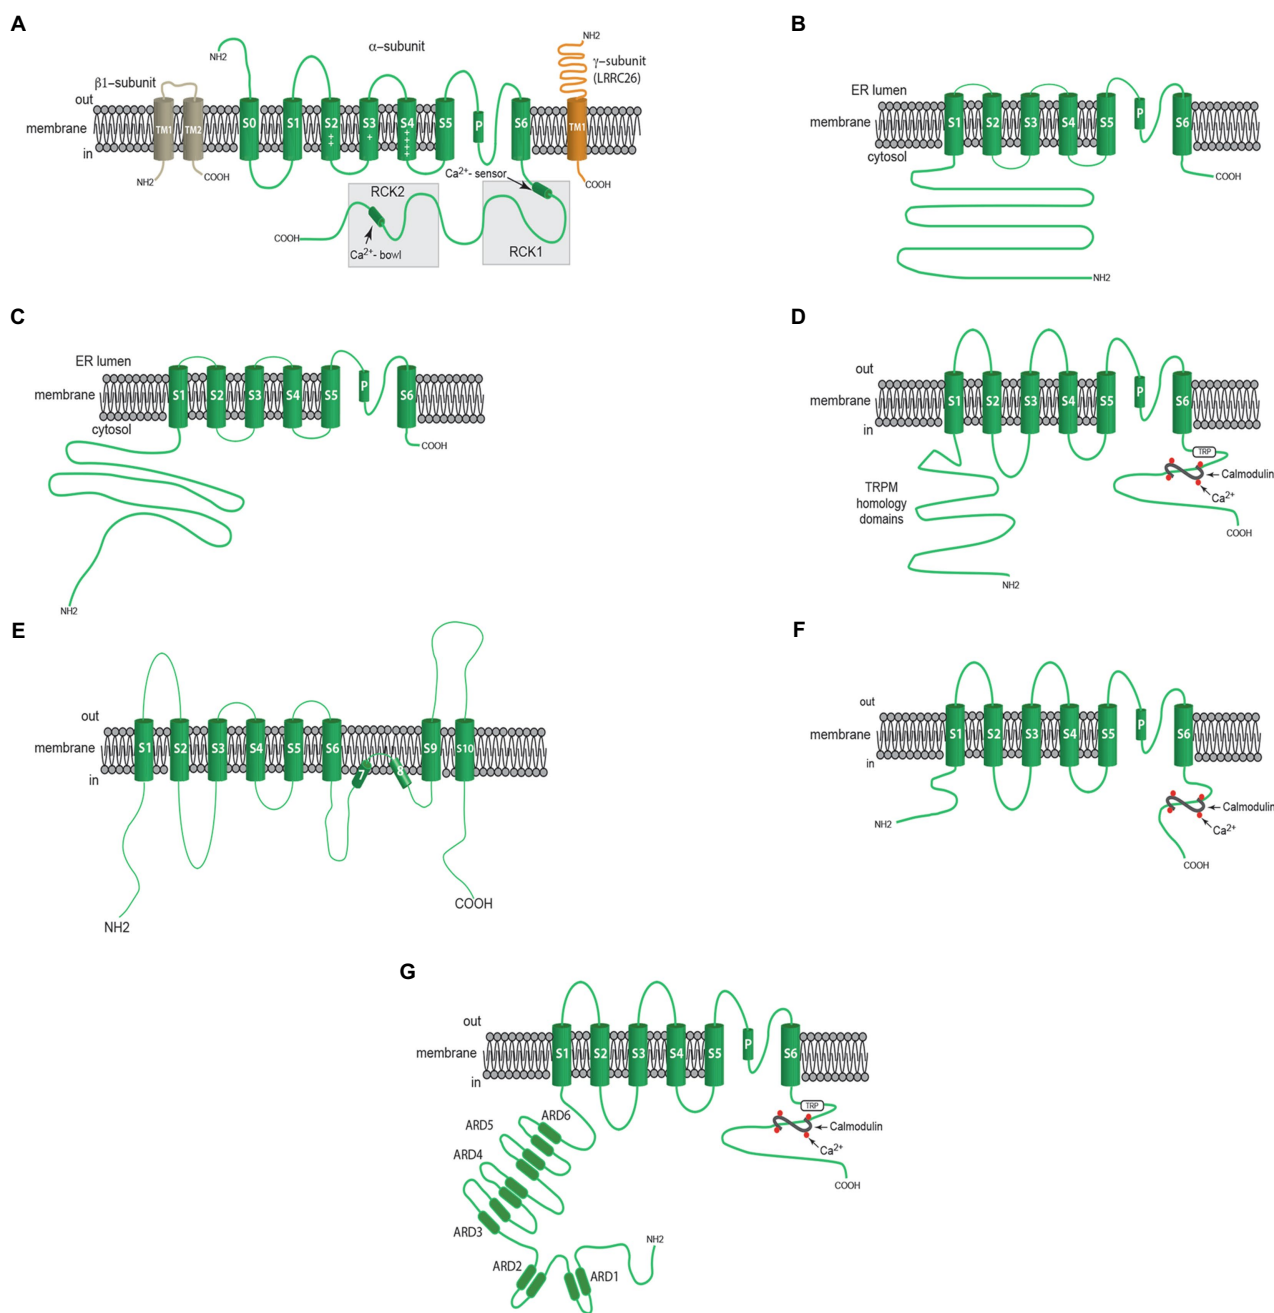 A
NH2
α–subunit
NH2
γ–subunit
(LRRC26)
β1–subunit
out
membrane
in
TM1
TM2
S0
S1
S2
++
S3
+
S4
++++
S5
P
S6
TM1
NH2
COOH
COOH
Ca2+- sensor
RCK2
COOH
Ca2+- bowl
RCK1
B
ER lumen
membrane
cytosol
S1
S2
S3
S4
S5
P
S6
COOH
NH2
C
ER lumen
membrane
cytosol
S1
S2
S3
S4
S5
P
S6
COOH
NH2
D
out
membrane
in
S1
S2
S3
S4
S5
P
S6
TRP
Calmodulin
Ca2+
TRPM
homology
domains
COOH
NH2
E
out
membrane
in
S1
S2
S3
S4
S5
S6
7
8
S9
S10
COOH
NH2
F
out
membrane
in
S1
S2
S3
S4
S5
P
S6
Calmodulin
Ca2+
NH2
COOH
G
out
membrane
in
S1
S2
S3
S4
S5
P
S6
TRP
Calmodulin
Ca2+
COOH
ARD6
ARD5
ARD4
ARD3
ARD2
ARD1
NH2